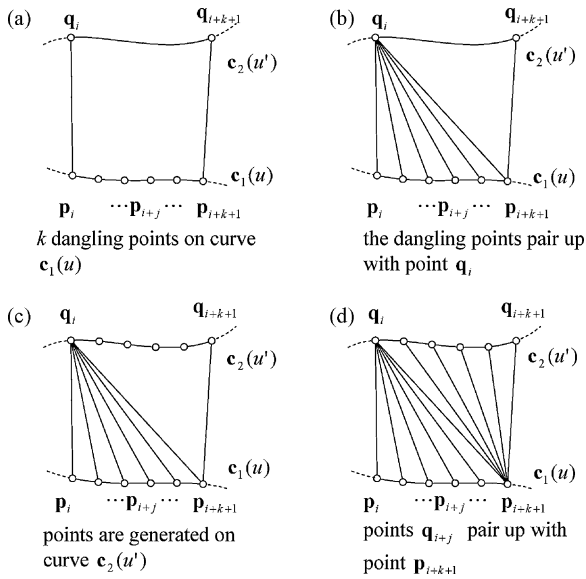 (a)
q_i
q_{i+k+1}
c_2(u')
c_1(u)
p_i ···p_{i+j} ··· p_{i+k+1}
k dangling points on curve
c_1(u)
(b)
q_i
q_{i+k+1}
c_2(u')
c_1(u)
p_i ···p_{i+j} ··· p_{i+k+1}
the dangling points pair up
with point q_i
(c)
q_i
q_{i+k+1}
c_2(u')
c_1(u)
p_i ···p_{i+j} ··· p_{i+k+1}
points are generated on
curve c_2(u')
(d)
q_i
q_{i+k+1}
c_2(u')
c_1(u)
p_i ···p_{i+j} ··· p_{i+k+1}
points q_{i+j} pair up with
point p_{i+k+1}